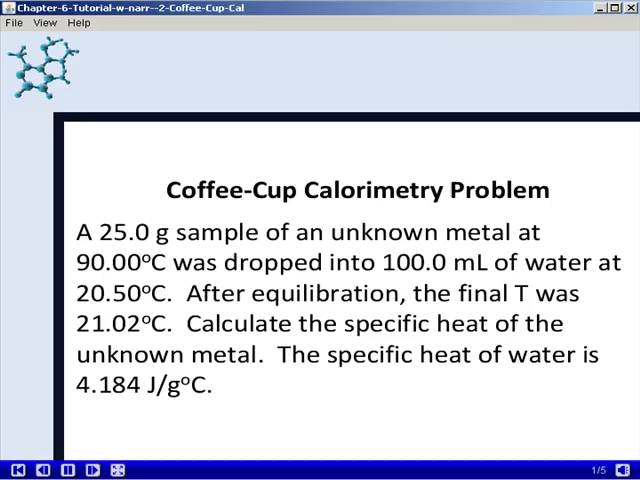 Chapter-6-Tutorial-w-narr--2-Coffee-Cup-Cal
File View Help
Coffee-Cup Calorimetry Problem
A 25.0 g sample of an unknown metal at
90.00°C was dropped into 100.0 mL of water at
20.50°C. After equilibration, the final T was
21.02°C. Calculate the specific heat of the
unknown metal. The specific heat of water is
4.184 J/g°C.
1/5